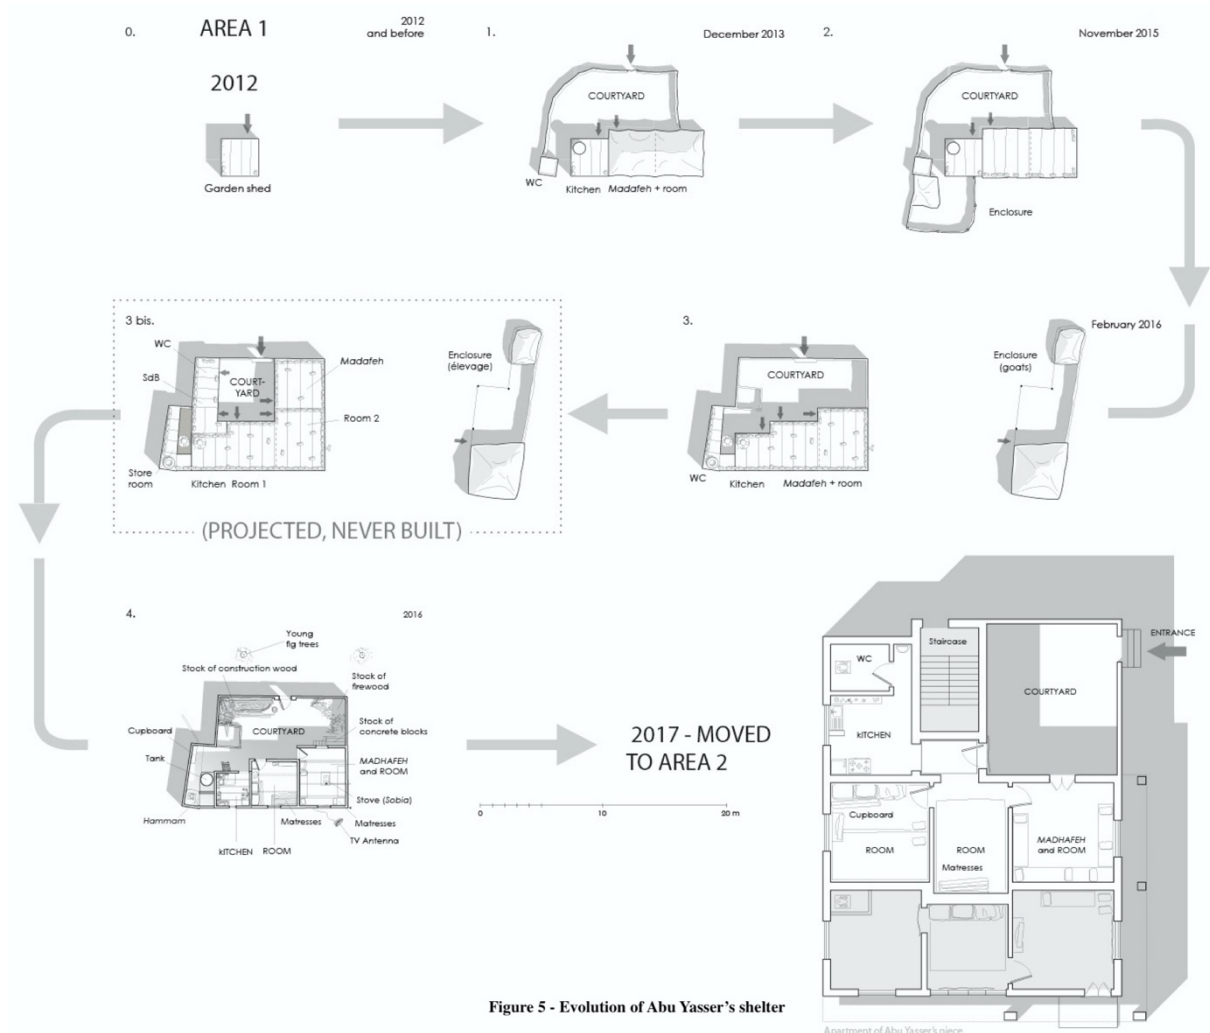 0.
AREA 1
2012
and before
2012
Garden shed
1.
December 2013
COURTYARD
WC
Kitchen
Madafeh + room
2.
November 2015
COURTYARD
Enclosure
3 bis.
WC
SdB
COURT-
YARD
Madafeh
Room 2
Store
room
Kitchen Room 1
Enclosure
(élevage)
(PROJECTED, NEVER BUILT)
3.
February 2016
COURTYARD
Enclosure
(goats)
WC
Kitchen
Madafeh + room
4.
2016
Young
fig trees
Stock of construction wood
Stock of
firewood
Cupboard
COURTYARD
Stock of
concrete blocks
Tank
MADHAFEH
and ROOM
Stove (Sobia)
Hammam
Matresses
Matresses
TV Antenna
kITCHEN
ROOM
2017 - MOVED
TO AREA 2
0
10
20 m
Staircase
ENTRANCE
WC
COURTYARD
kITCHEN
Cupboard
ROOM
ROOM
Matresses
MADHAFEH
and ROOM
Figure 5 - Evolution of Abu Yasser's shelter
Apartment of Abu Yasser's niece